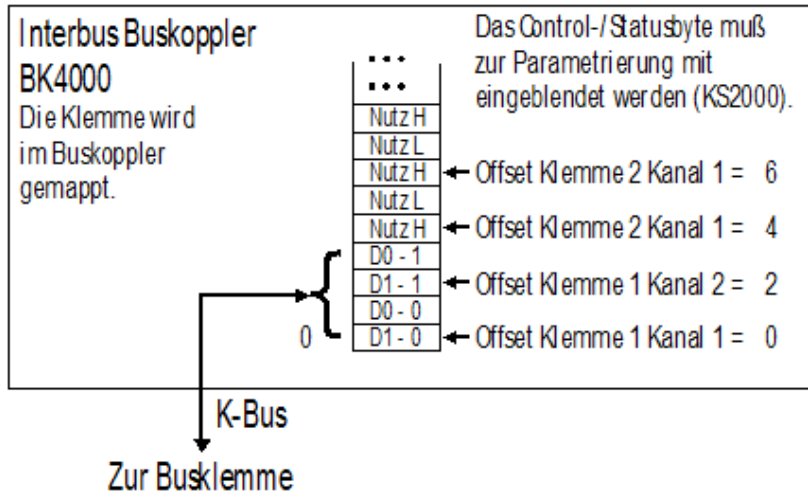 Interbus Buskoppler
BK4000
Die Klemme wird
im Buskoppler
gemappt.
Das Control-/Statusbyte muß
zur Parametrierung mit
eingeblendet werden (KS2000).
...
...
Nutz H
Nutz L
Nutz H
Offset Klemme 2 Kanal 1 = 6
Nutz L
Nutz H
Offset Klemme 2 Kanal 1 = 4
D0 - 1
D1 - 1
Offset Klemme 1 Kanal 2 = 2
D0 - 0
0
D1 - 0
Offset Klemme 1 Kanal 1 = 0
K-Bus
Zur Busklemme